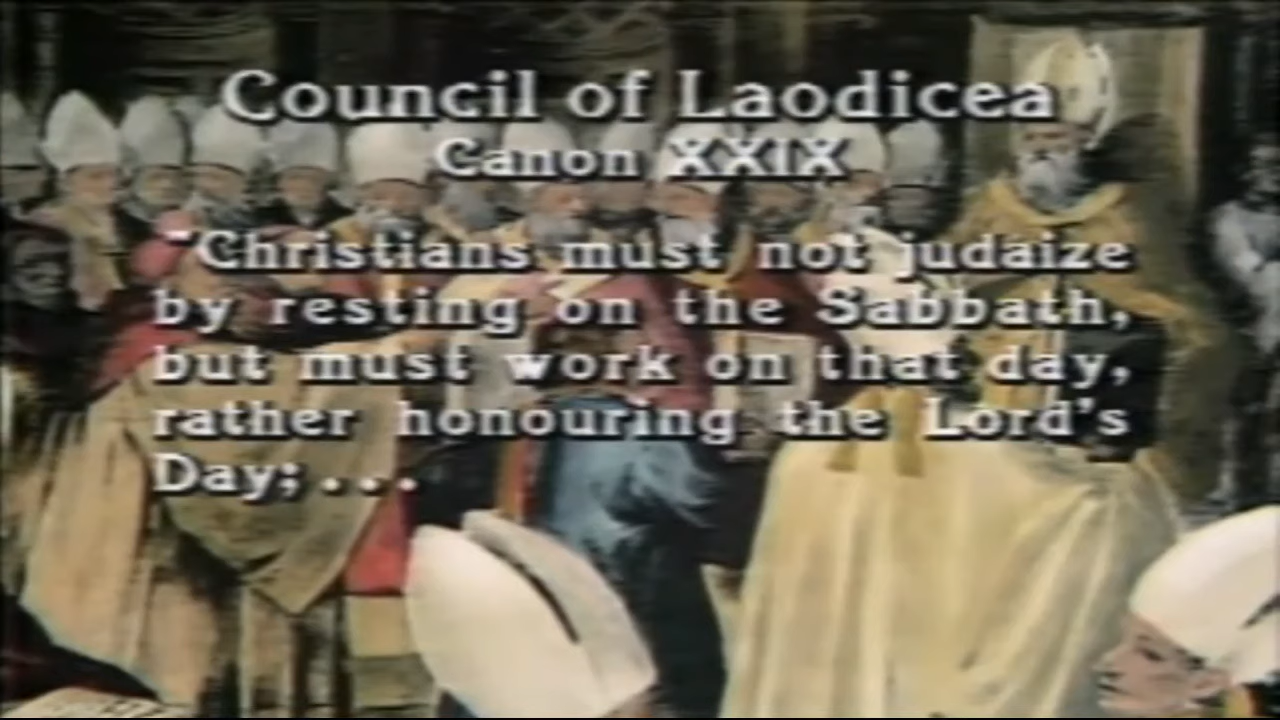 Council of Laodicea
Canon XXIX
"Christians must not judaize
by resting on the Sabbath,
but must work on that day,
rather honouring the Lord's
Day; . . .